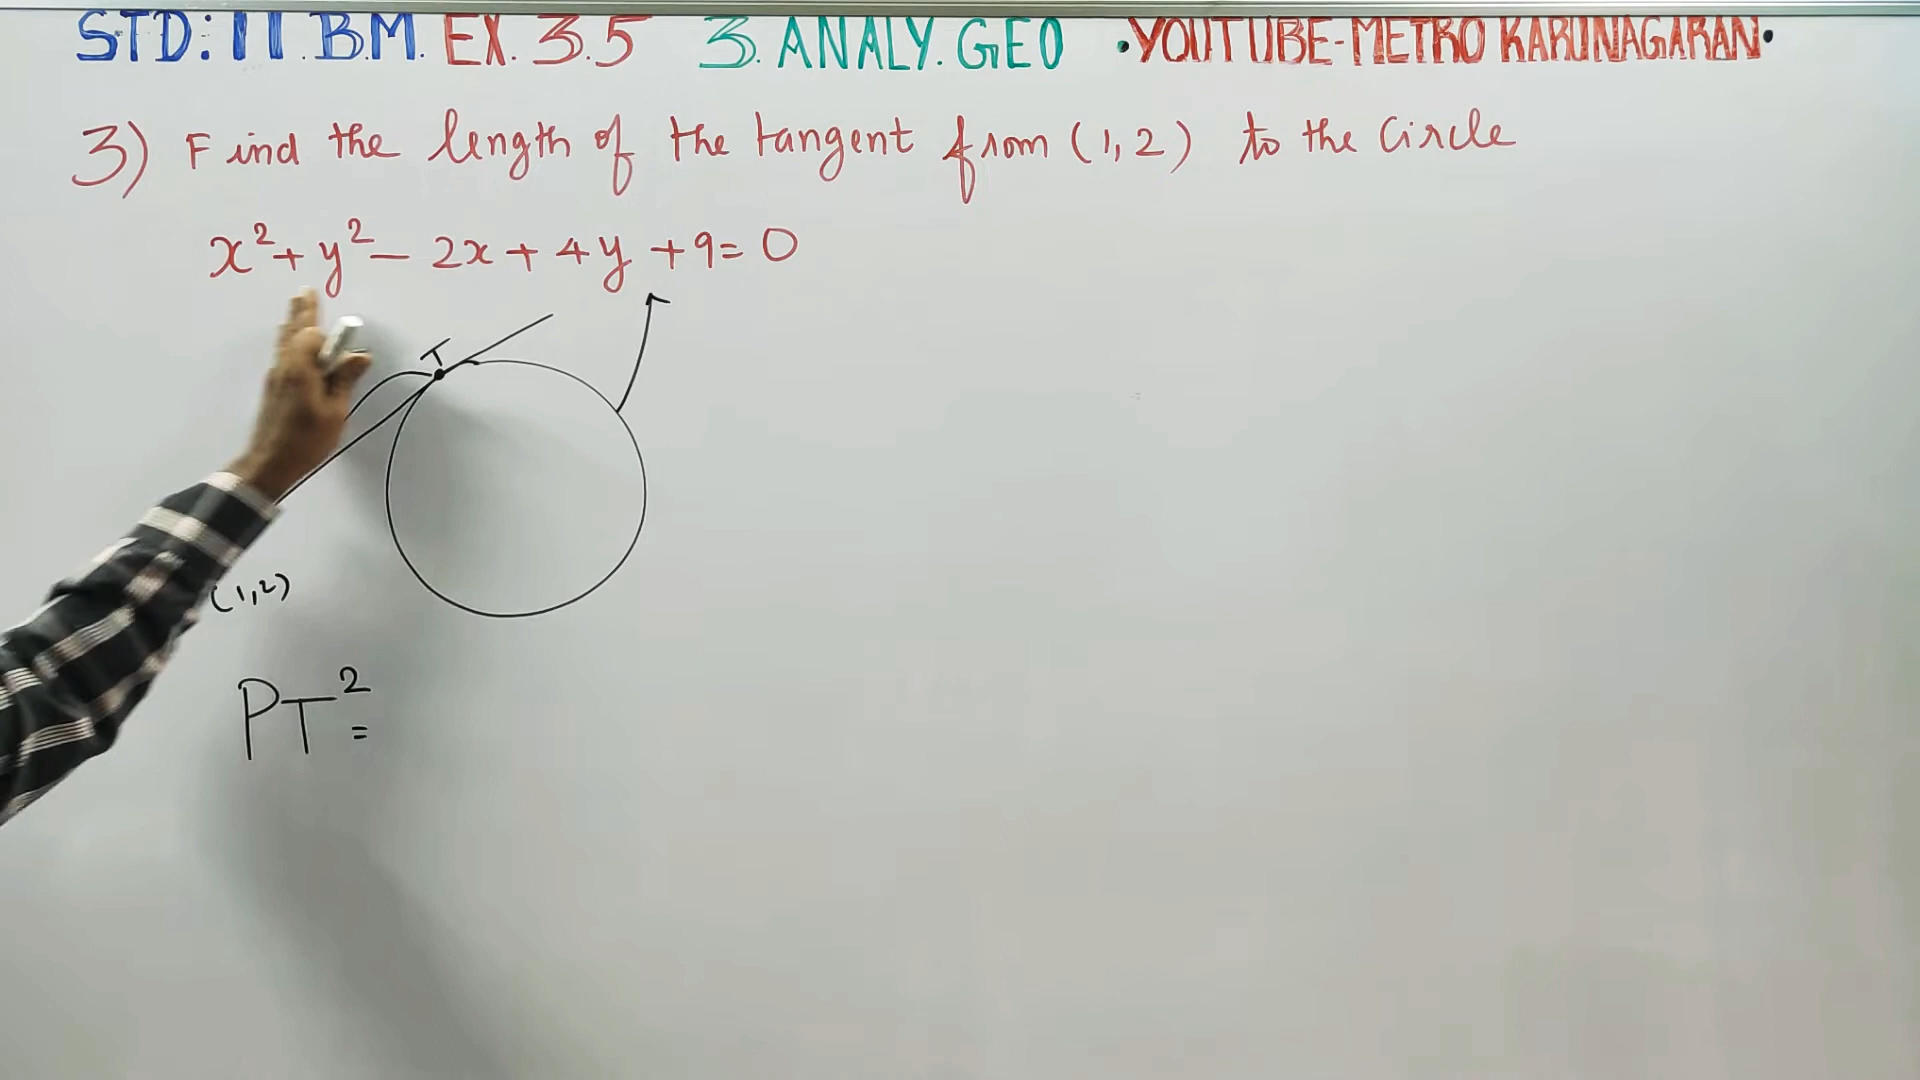 STD: 11. B.M. EX. 3.5 3. ANALY. GEO •YOUTUBE-METRO KARUNAGARAN•
3) Find the length of the tangent from (1,2) to the Circle
x²+y²-2x+4y+9=0
T
(1,2)
PT²=